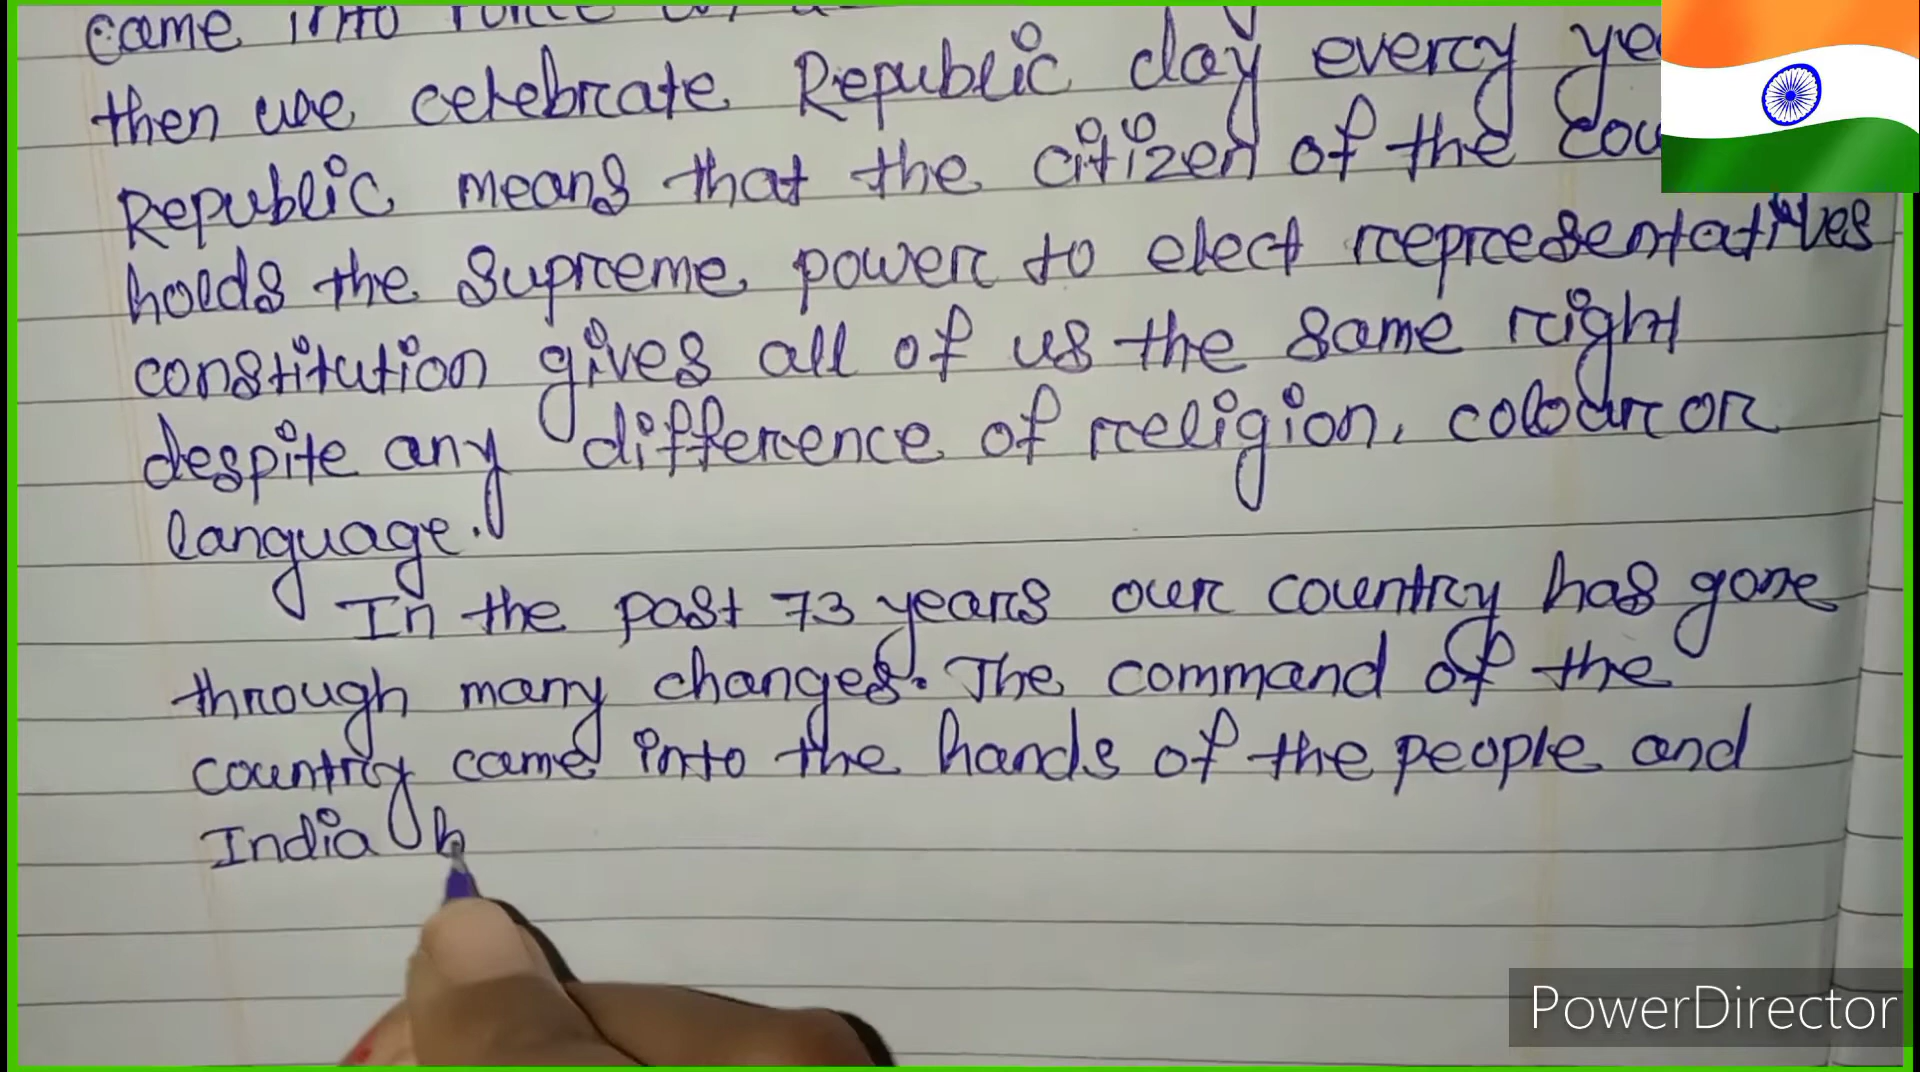 came into force
then we celebrate Republic day every
Republic means that the citizen of the
holds the supreme power to elect representatives
constitution gives all of us the same right
despite any difference of religion, colour or
language.
In the past 73 years our country has gone
through many changes. The command of the
country came into the hands of the people and
India h
PowerDirector